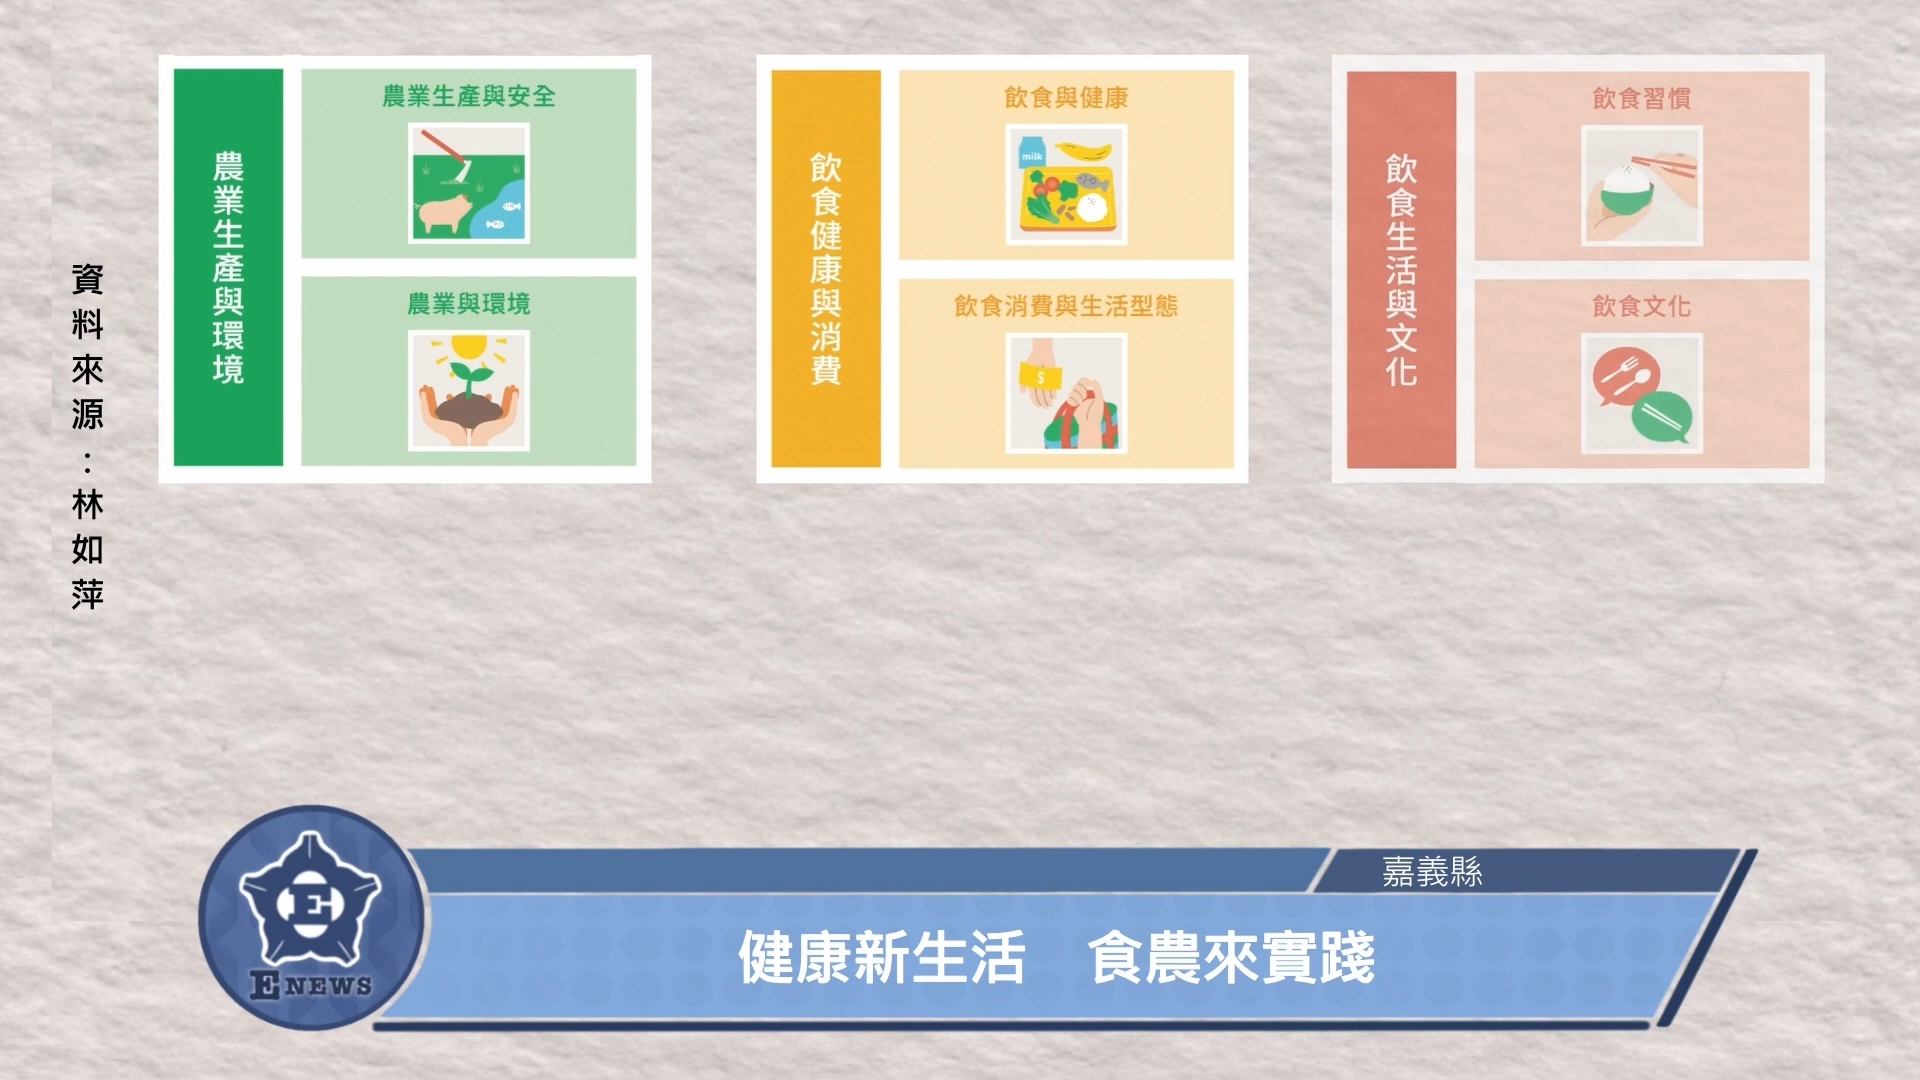 資料來源：林如萍
農業生產與環境
農業生產與安全
農業與環境
飲食健康與消費
飲食與健康
milk
飲食消費與生活型態
$
飲食生活與文化
飲食習慣
飲食文化
嘉義縣
健康新生活 食農來實踐
E
E NEWS